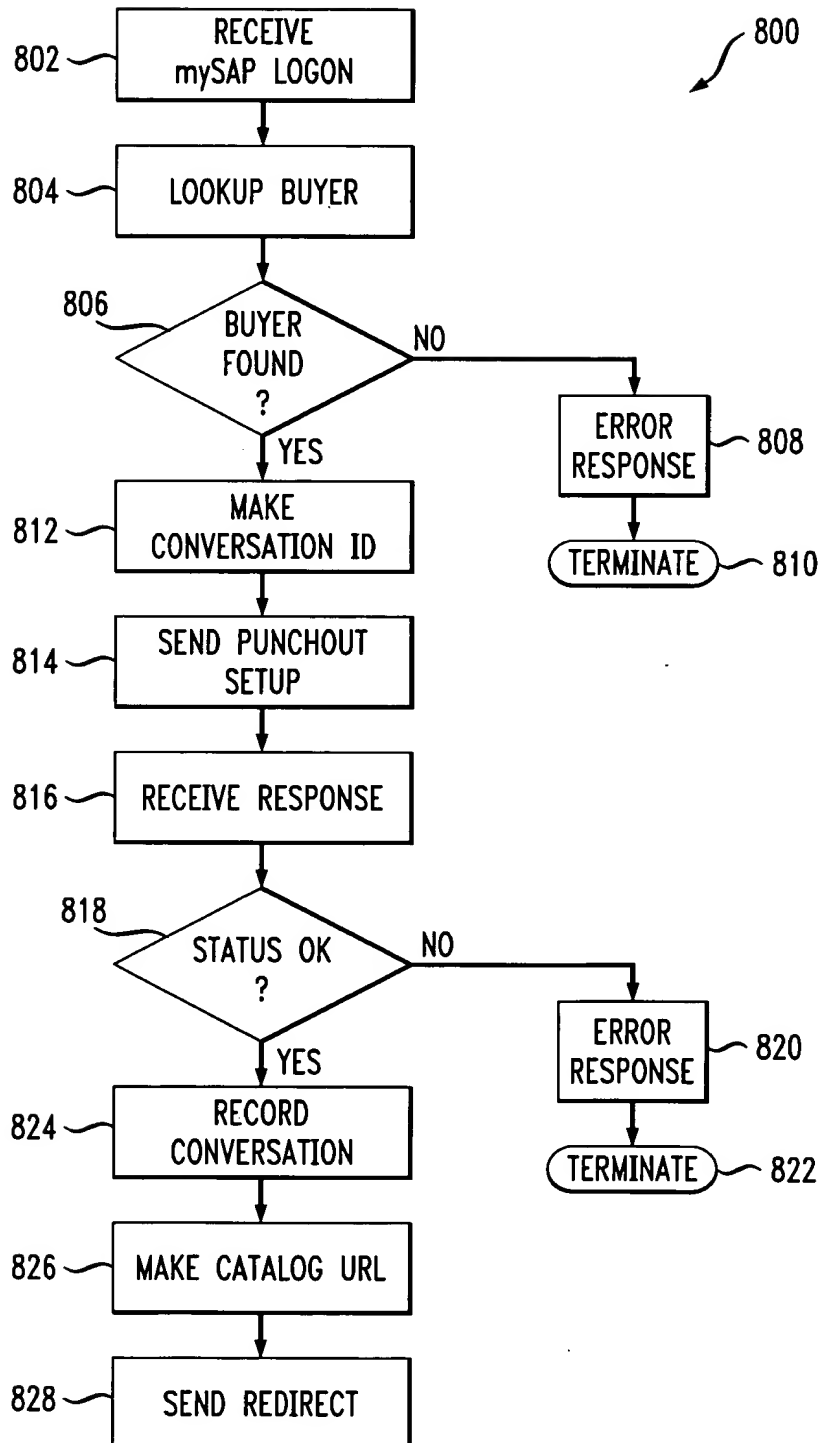 800
802
RECEIVE
mySAP LOGON
804
LOOKUP BUYER
806
BUYER
FOUND
?
NO
YES
ERROR
RESPONSE
808
TERMINATE
810
812
MAKE
CONVERSATION ID
814
SEND PUNCHOUT
SETUP
816
RECEIVE RESPONSE
818
STATUS OK
?
NO
YES
ERROR
RESPONSE
820
TERMINATE
822
824
RECORD
CONVERSATION
826
MAKE CATALOG URL
828
SEND REDIRECT